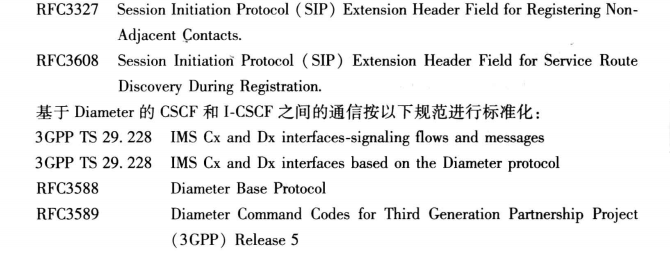 RFC3327 Session Initiation Protocol (SIP) Extension Header Field for Registering Non-
Adjacent Contacts.
RFC3608 Session Initiation Protocol (SIP) Extension Header Field for Service Route
Discovery During Registration.
基于 Diameter 的 CSCF 和 I-CSCF 之间的通信按以下规范进行标准化：
3GPP TS 29.228 IMS Cx and Dx interfaces-signaling flows and messages
3GPP TS 29.228 IMS Cx and Dx interfaces based on the Diameter protocol
RFC3588 Diameter Base Protocol
RFC3589 Diameter Command Codes for Third Generation Partnership Project
(3GPP) Release 5